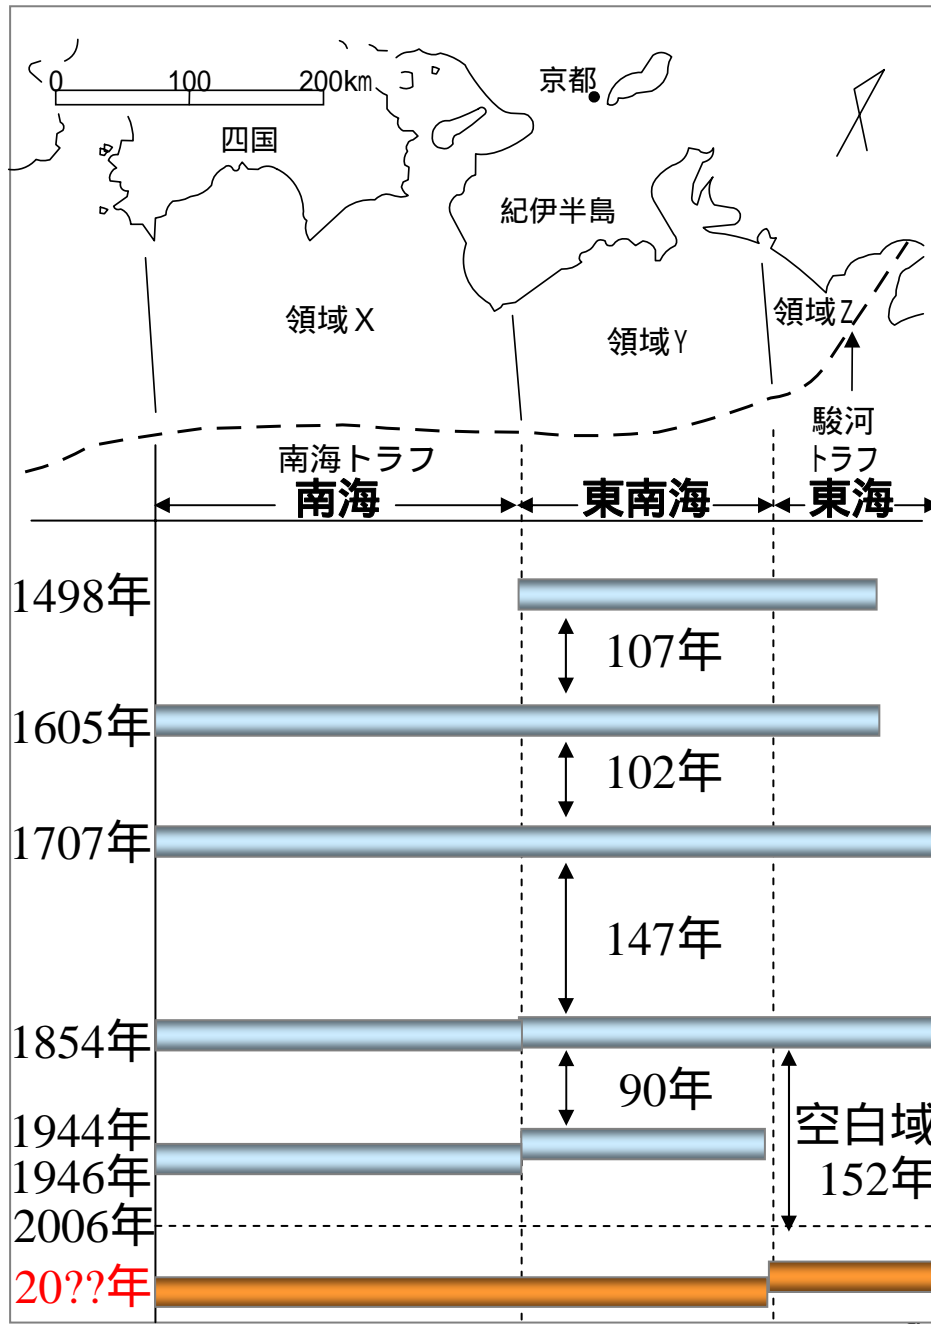 0 100 200km
京都
四国
紀伊半島
領域X
領域Y
領域Z
駿河
トラフ
南海トラフ
南海
東南海
東海
1498年
107年
1605年
102年
1707年
147年
1854年
90年
1944年
空白域
152年
1946年
2006年
20??年